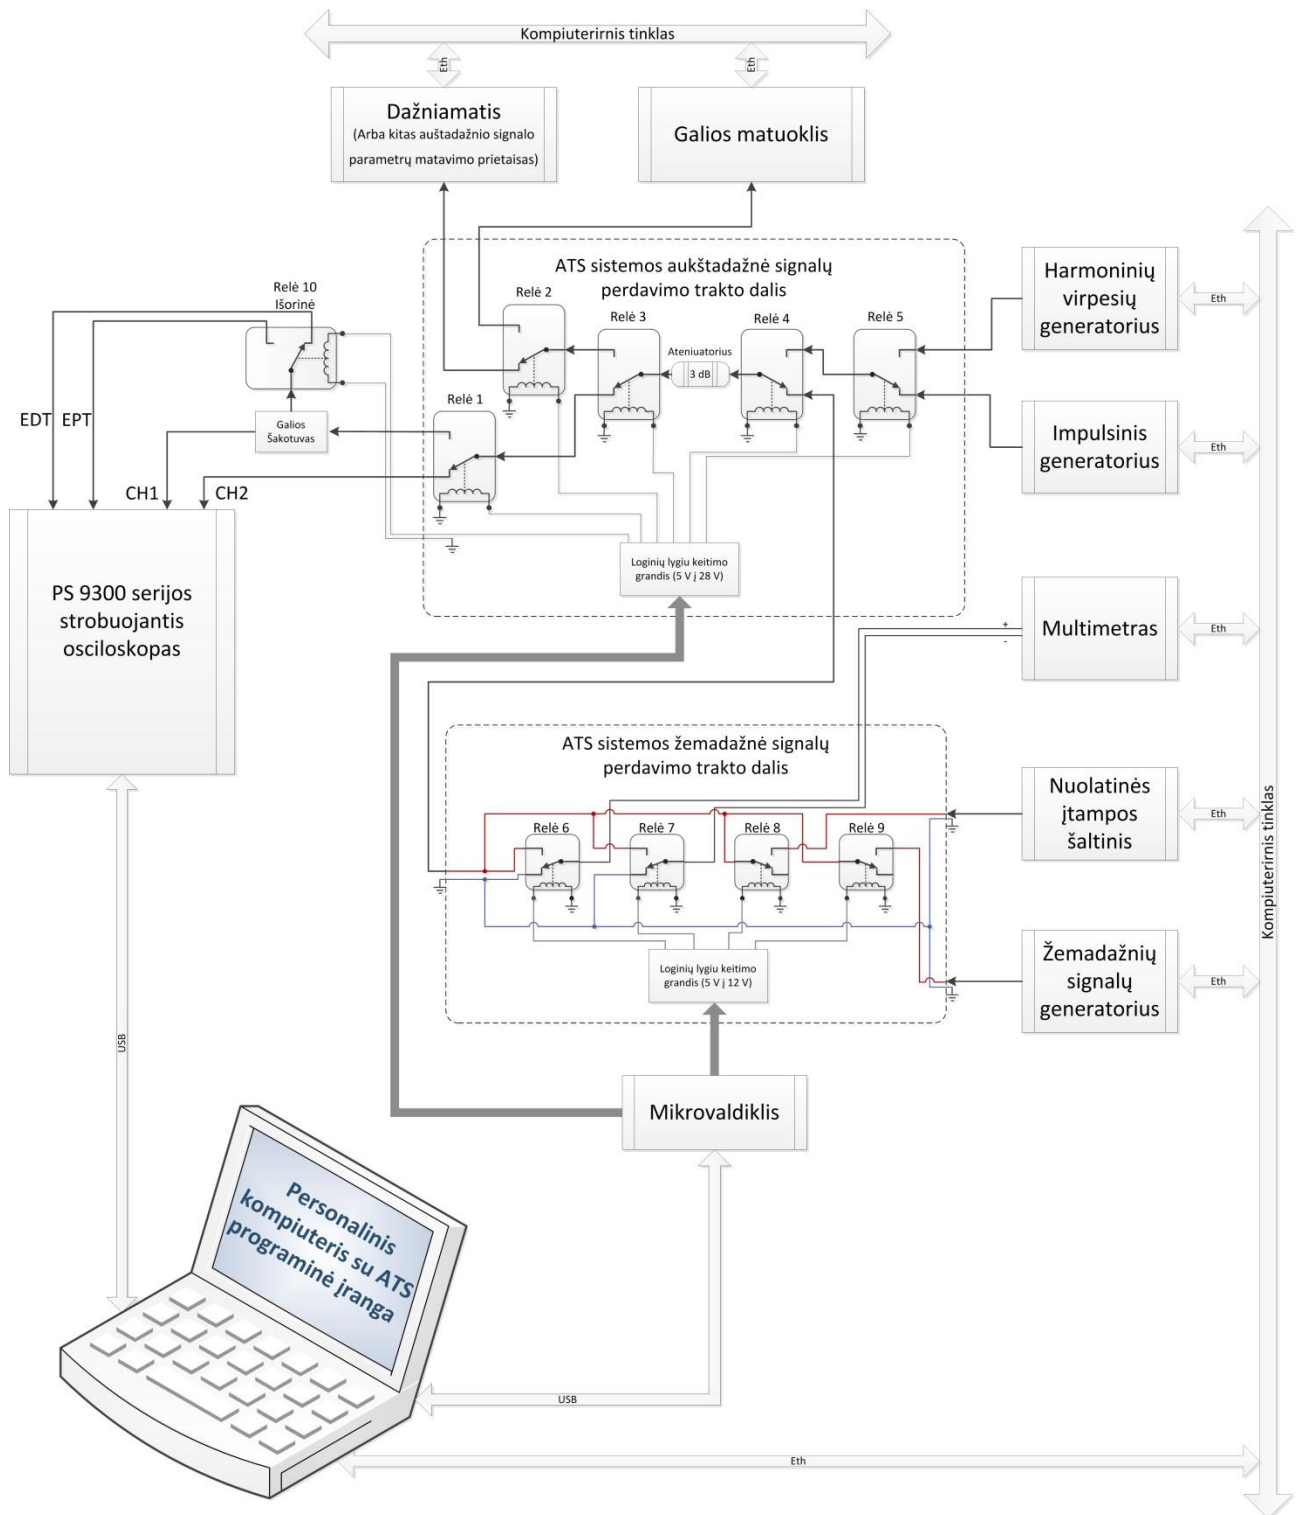 Kompiuterirnis tinklas
Eth
Eth
Dažniamatis
(Arba kitas auštadažnio signalo
parametrų matavimo prietaisas)
Galios matuoklis
ATS sistemos aukštadažnė signalų
perdavimo trakto dalis
Relė 10
Išorinė
Relė 2
Relė 3
Relė 4
Relė 5
Ateniuatorius
3 dB
Relė 1
Galios
Šakotuvas
EDT
EPT
CH1
CH2
Harmoninių
virpesių
generatorius
Eth
Impulsinis
generatorius
Eth
Loginių lygiu keitimo
grandis (5 V į 28 V)
PS 9300 serijos
strobuojantis
osciloskopas
+
-
Multimetras
Eth
ATS sistemos žemadažnė signalų
perdavimo trakto dalis
Relė 6
Relė 7
Relė 8
Relė 9
Nuolatinės
įtampos
šaltinis
Eth
Kompiuterirnis tinklas
Loginių lygiu keitimo
grandis (5 V į 12 V)
Žemadažnių
signalų
generatorius
Eth
USB
Mikrovaldiklis
Personalinis
kompiuteris su ATS
programinė įranga
USB
Eth